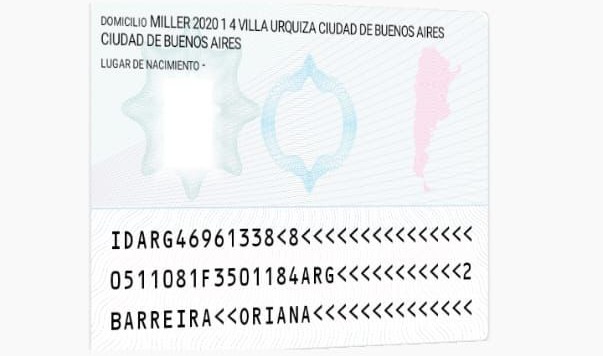 DOMICILIO MILLER 2020 1 4 VILLA URQUIZA CIUDAD DE BUENOS AIRES
CIUDAD DE BUENOS AIRES
LUGAR DE NACIMIENTO -
IDARG46961338<8<<<<<<<<<<<<<<<
0511081F3501184ARG<<<<<<<<<<<2
BARREIRA<<ORIANA<<<<<<<<<<<<<<